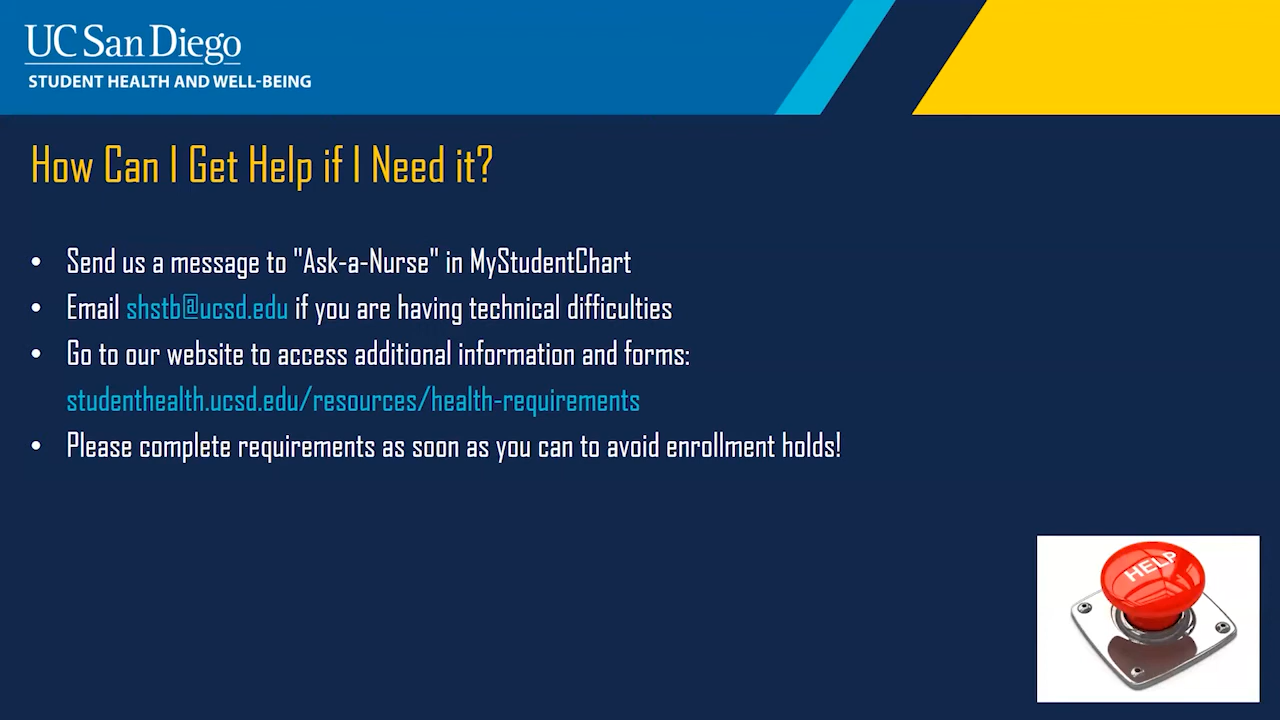 UC San Diego
STUDENT HEALTH AND WELL-BEING
How Can I Get Help if I Need it?
• Send us a message to "Ask-a-Nurse" in MyStudentChart
• Email shstb@ucsd.edu if you are having technical difficulties
• Go to our website to access additional information and forms:
studenthealth.ucsd.edu/resources/health-requirements
• Please complete requirements as soon as you can to avoid enrollment holds!
HELP